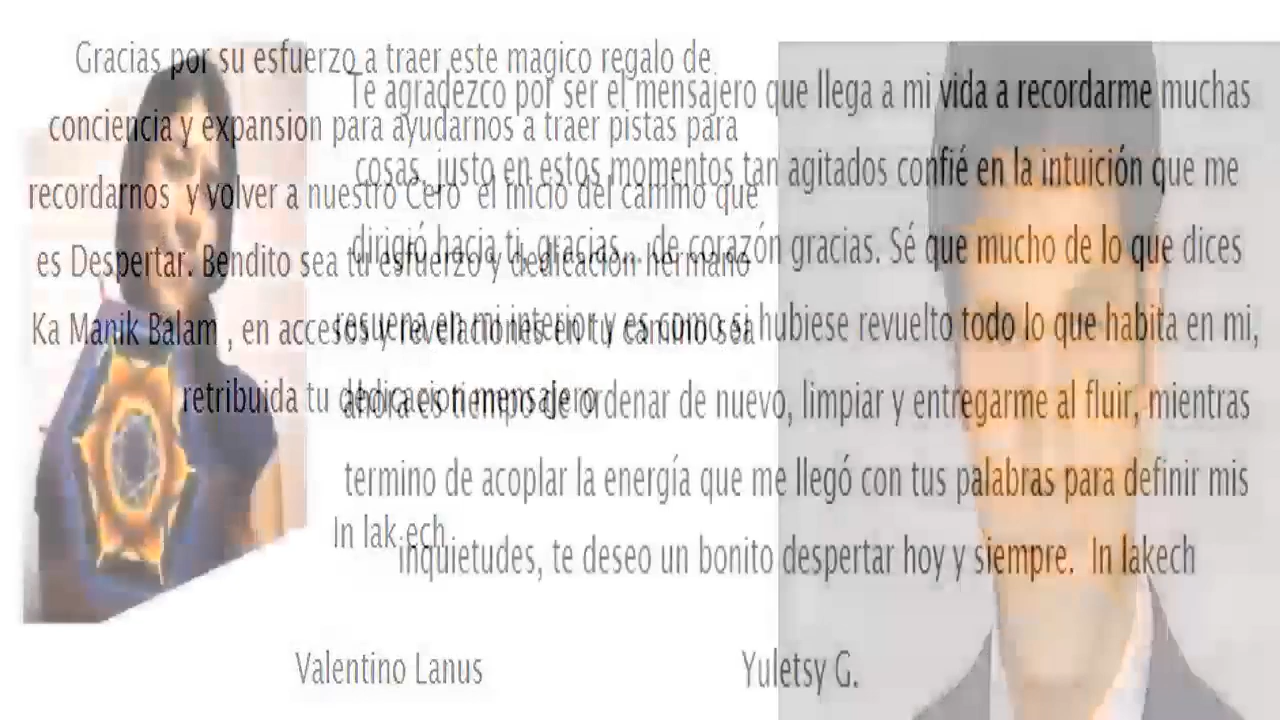 Gracias por su esfuerzo a traer este magico regalo de
conciencia y expansion para ayudarnos a traer pistas para
recordarnos y volver a nuestro Cero el inicio del camino que
es Despertar. Bendito sea tu esfuerzo y dedicacion hermano
Ka Manik Balam , en accesos y revelaciones en tu camino sea
retribuida tu dedicacion mensajero
In lak ech
Valentino Lanus
Te agradezco por ser el mensajero que llega a mi vida a recordarme muchas
cosas, justo en estos momentos tan agitados confié en la intuición que me
dirigió hacia ti, gracias... de corazón gracias. Sé que mucho de lo que dices
resuena en mi interior y es como si hubiese revuelto todo lo que habita en mi,
ahora es tiempo de ordenar de nuevo, limpiar y entregarme al fluir, mientras
termino de acoplar la energía que me llegó con tus palabras para definir mis
inquietudes, te deseo un bonito despertar hoy y siempre. In lakech
Yuletsy G.